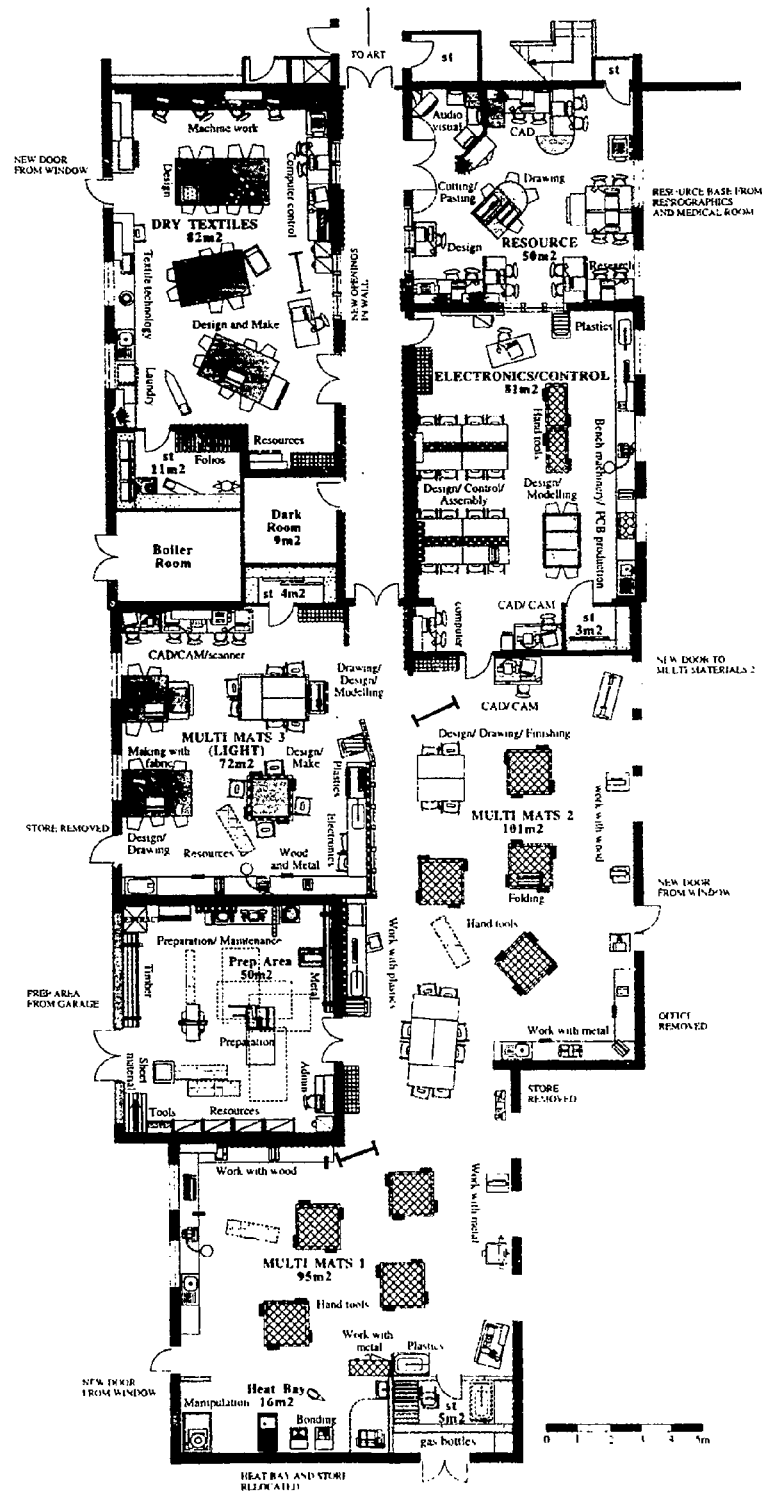 TO ART
st
st
Machine work
Audio
visual
CAD
NEW DOOR
FROM WINDOW
Design
Computer control
Cutting/
Pasting
Drawing
RESOURCE BASE FROM
REPROGRAPHICS
AND MEDICAL ROOM
DRY TEXTILES
82m2
Design
RESOURCE
50m2
Research
Textile technology
NEW OPENINGS
IN WALL
Design and Make
Plastics
ELECTRONICS/CONTROL
81m2
Laundry
Hand tools
Bench machinery/ PCB production
Resources
st
11m2
Folios
Design/ Control/
Assembly
Design/
Modelling
Dark
Room
9m2
Boiler
Room
st 4m2
computer
CAD/ CAM
st
3m2
CAD/CAM/scanner
Drawing/
Design/
Modelling
NEW DOOR TO
MULTI MATERIALS 2
CAD/ CAM
MULTI MATS 3
(LIGHT)
72m2
Making with
fabric
Design/
Make
Design/ Drawing/ Finishing
Plastics
MULTI MATS 2
101m2
work with wood
STORE REMOVED
Design/
Drawing
Electronics
Resources
Wood
and Metal
Folding
NEW DOOR
FROM WINDOW
Hand tools
Preparation/ Maintenance
Work with plastics
Timber
Prep Area
50m2
Metal
PREP AREA
FROM GARAGE
OFFICE
REMOVED
Preparation
Work with metal
Sheet
material
Admin
STORE
REMOVED
Tools
Resources
Work with wood
Work with metal
MULTI MATS 1
95m2
Hand tools
Work with
metal
Plastics
NEW DOOR
FROM WINDOW
Heat Bay
16m2
Manipulation
Bonding
st
5m2
gas bottles
0 1 2 3 4 5m
HEAT BAY AND STORE
RELOCATED